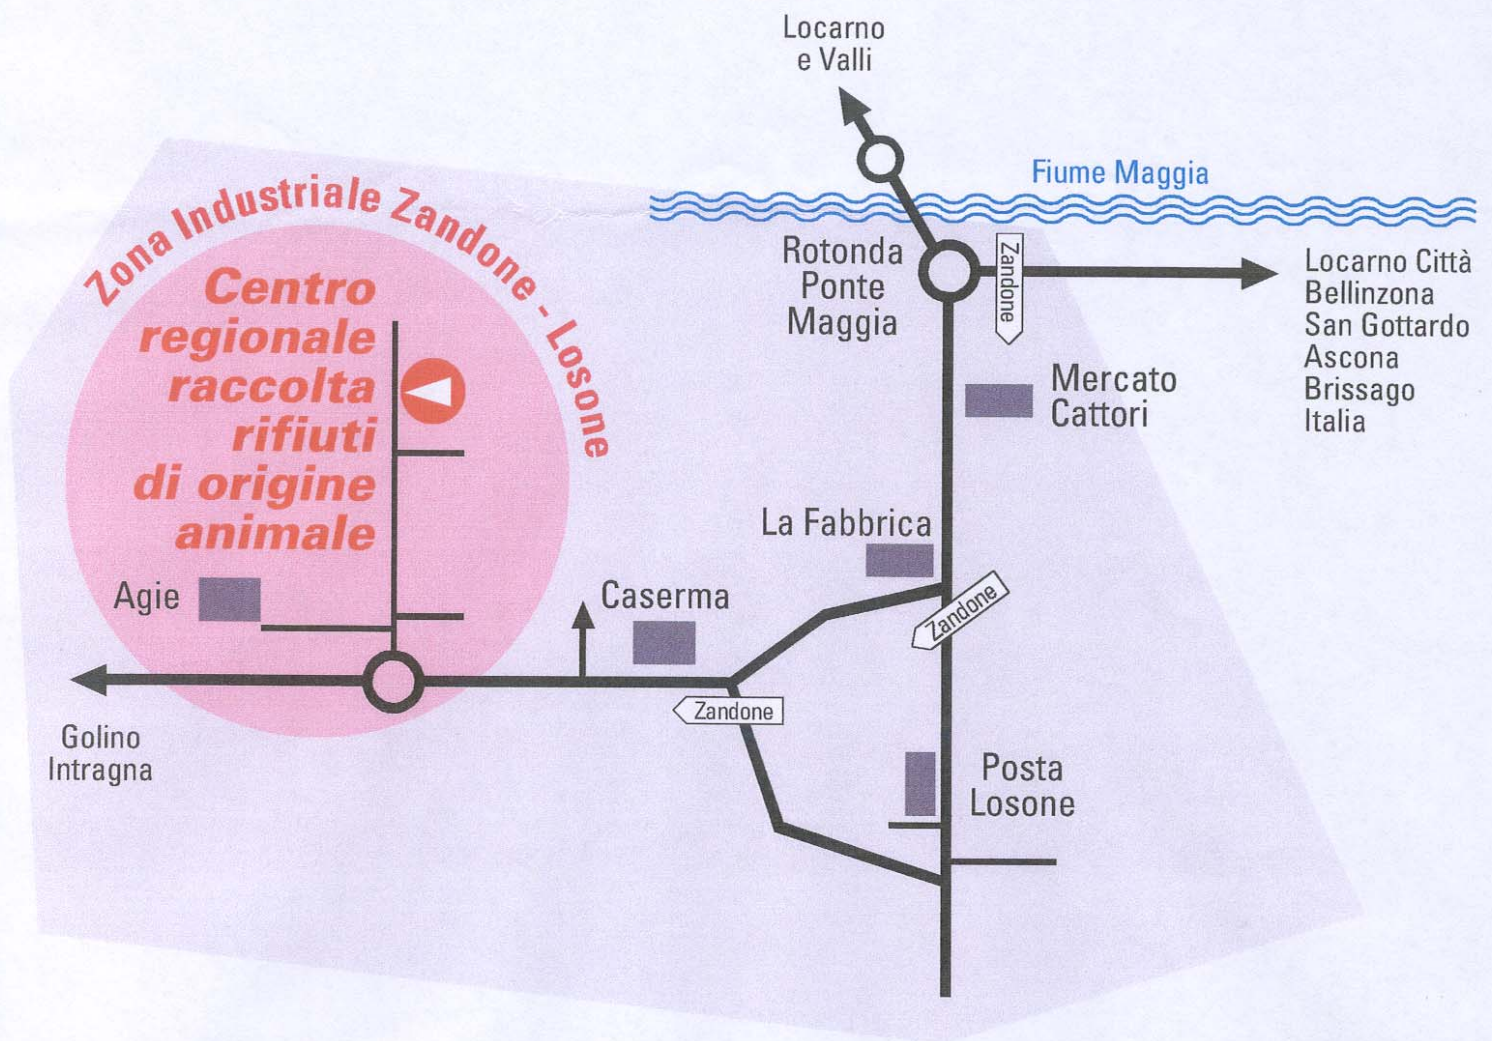 Locarno
e Valli
Fiume Maggia
Zona Industriale Zandone - Losone
Centro
regionale
raccolta
rifiuti
di origine
animale
Rotonda
Ponte
Maggia
Zandone
Locarno Città
Bellinzona
San Gottardo
Ascona
Brissago
Italia
Mercato
Cattori
La Fabbrica
Zandone
Agie
Caserma
Zandone
Golino
Intragna
Posta
Losone